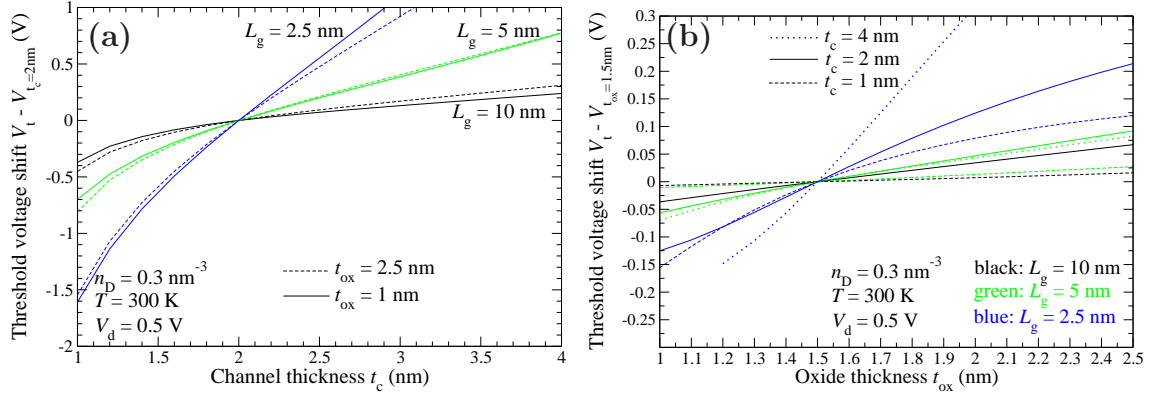 (a)
L_g = 2.5 nm
L_g = 5 nm
L_g = 10 nm
Threshold voltage shift V_t - V_{t_c=2nm} (V)
1
0.5
0
-0.5
-1
-1.5
-2
n_D = 0.3 nm^-3
T = 300 K
V_d = 0.5 V
t_ox = 2.5 nm
t_ox = 1 nm
1 1.5 2 2.5 3 3.5 4
Channel thickness t_c (nm)
(b)
t_c = 4 nm
t_c = 2 nm
t_c = 1 nm
Threshold voltage shift V_t - V_{t_ox=1.5nm} (V)
0.3
0.25
0.2
0.15
0.1
0.05
0
-0.05
-0.1
-0.15
-0.2
-0.25
n_D = 0.3 nm^-3
T = 300 K
V_d = 0.5 V
black: L_g = 10 nm
green: L_g = 5 nm
blue: L_g = 2.5 nm
1 1.1 1.2 1.3 1.4 1.5 1.6 1.7 1.8 1.9 2 2.1 2.2 2.3 2.4 2.5
Oxide thickness t_ox (nm)